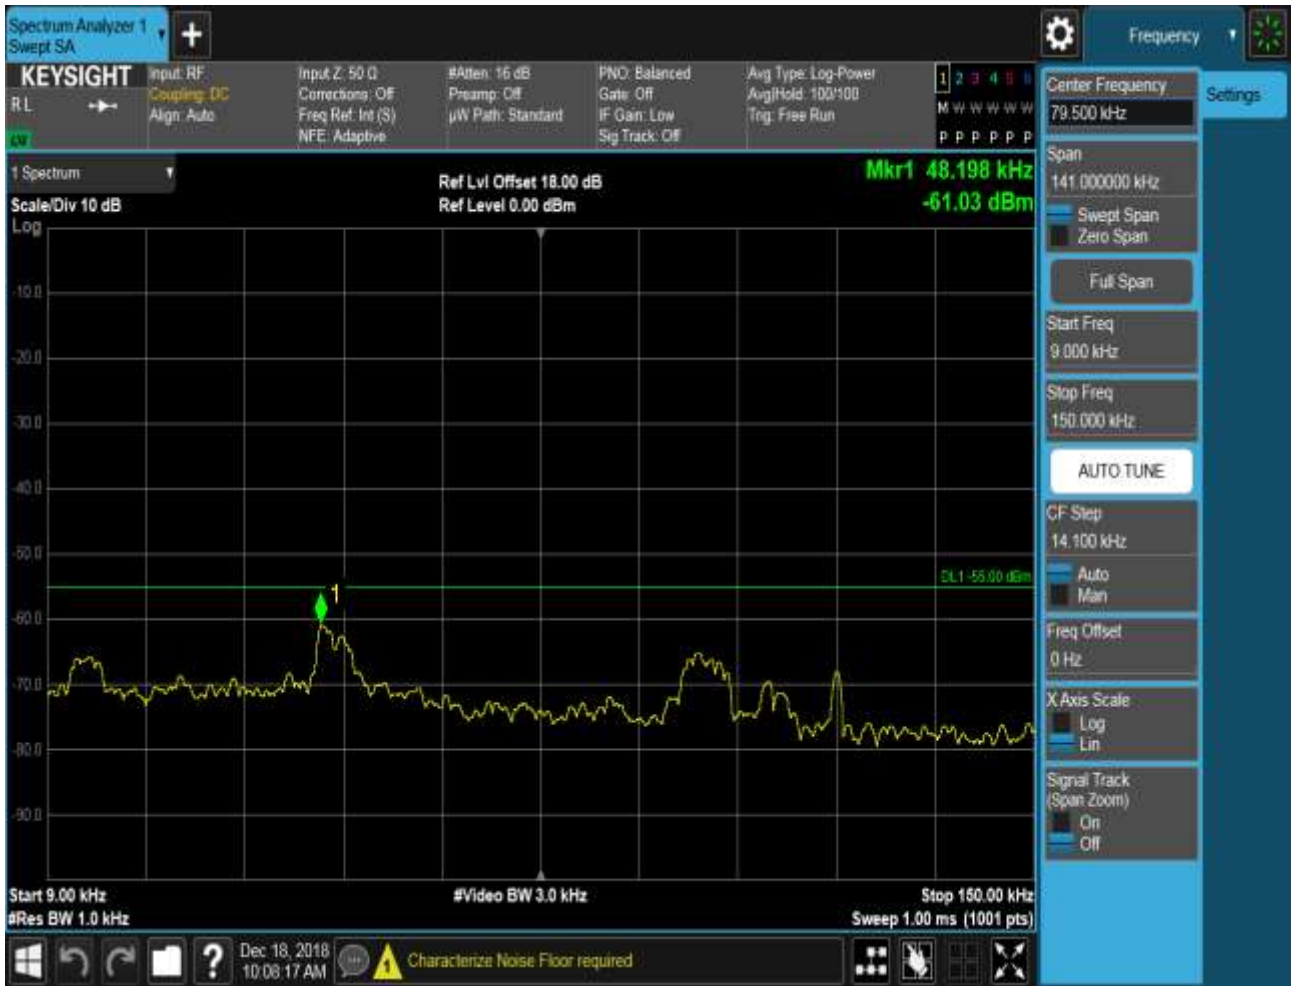 Spectrum Analyzer 1
Swept SA
+
Frequency
KEYSIGHT
RL
Input: RF
Coupling: DC
Align: Auto
Input Z: 50 Ω
Corrections: Off
Freq Ref: Int (S)
NFE: Adaptive
#Atten: 16 dB
Preamp: Off
µW Path: Standard
PNO: Balanced
Gate: Off
IF Gain: Low
Sig Track: Off
Avg Type: Log-Power
Avg|Hold: 100/100
Trig: Free Run
1 2 3 4 5 6
M W W W W W
P P P P P P
1 Spectrum
Scale/Div 10 dB
Ref Lvl Offset 18.00 dB
Ref Level 0.00 dBm
Mkr1 48.198 kHz
-61.03 dBm
Log
-10.0
-20.0
-30.0
-40.0
-50.0
-60.0
-70.0
-80.0
-90.0
DL1 -55.00 dBm
1
Start 9.00 kHz
#Res BW 1.0 kHz
#Video BW 3.0 kHz
Stop 150.00 kHz
Sweep 1.00 ms (1001 pts)
Center Frequency
79.500 kHz
Settings
Span
141.000000 kHz
Swept Span
Zero Span
Full Span
Start Freq
9.000 kHz
Stop Freq
150.000 kHz
AUTO TUNE
CF Step
14.100 kHz
Auto
Man
Freq Offset
0 Hz
X Axis Scale
Log
Lin
Signal Track
(Span Zoom)
On
Off
?
Dec 18, 2018
10:08:17 AM
1
Characterize Noise Floor required